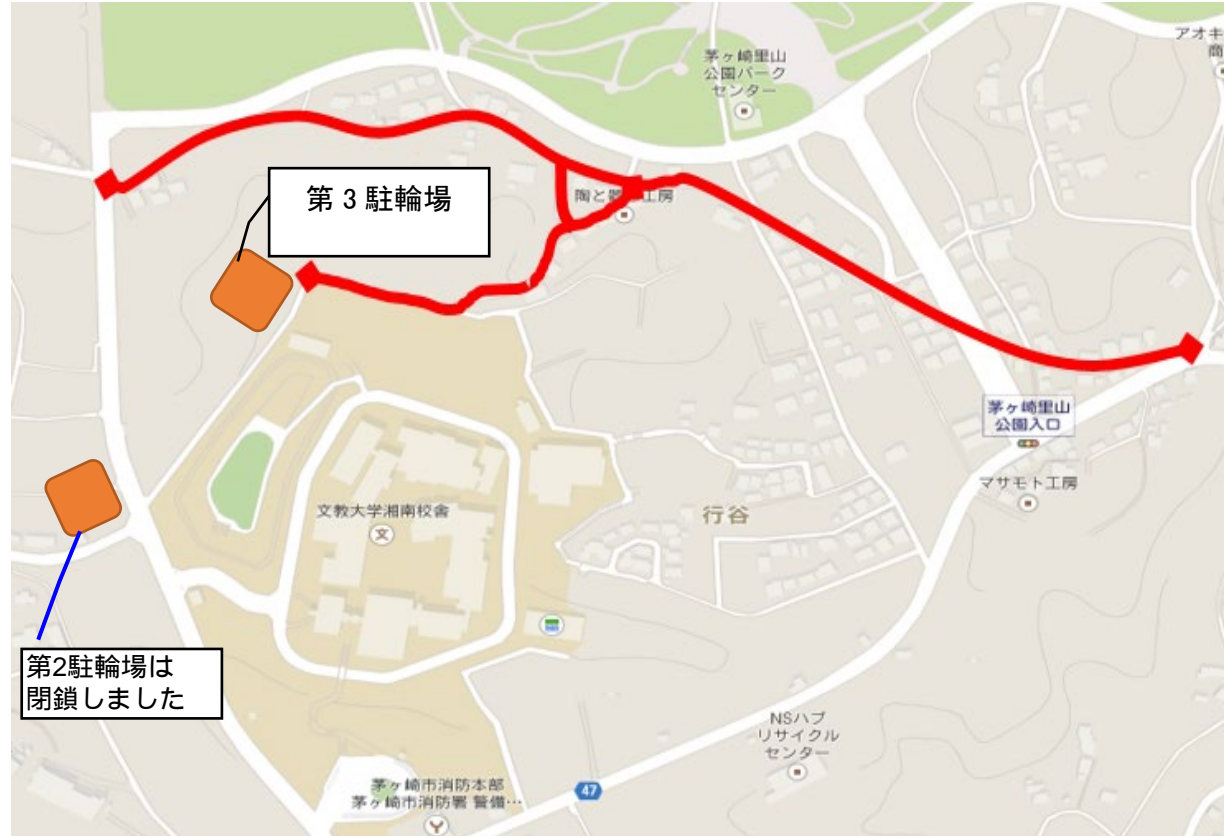 アオキ
商
茅ヶ崎里山
公園パーク
センター
第3駐輪場
陶と
工房
茅ヶ崎里山
公園入口
マサモト工房
文教大学湘南校舎
文
行谷
第2駐輪場は
閉鎖しました
NSハブ
リサイクル
センター
47
茅ヶ崎市消防本部
茅ヶ崎市消防署 警備…